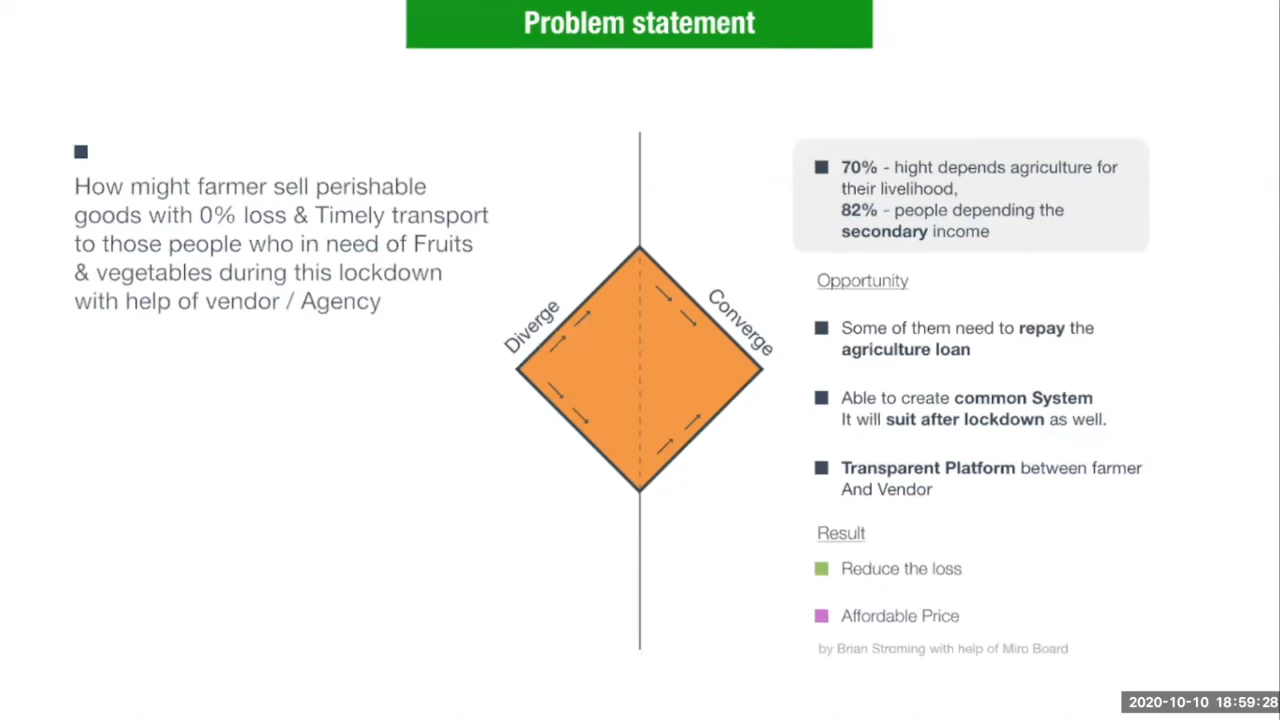 Problem statement
How might farmer sell perishable
goods with 0% loss & Timely transport
to those people who in need of Fruits
& vegetables during this lockdown
with help of vendor / Agency
Diverge
Converge
70% - hight depends agriculture for
their livelihood,
82% - people depending the
secondary income
Opportunity
Some of them need to repay the
agriculture loan
Able to create common System
It will suit after lockdown as well.
Transparent Platform between farmer
And Vendor
Result
Reduce the loss
Affordable Price
by Brian Stroming with help of Miro Board
2020-10-10 18:59:28